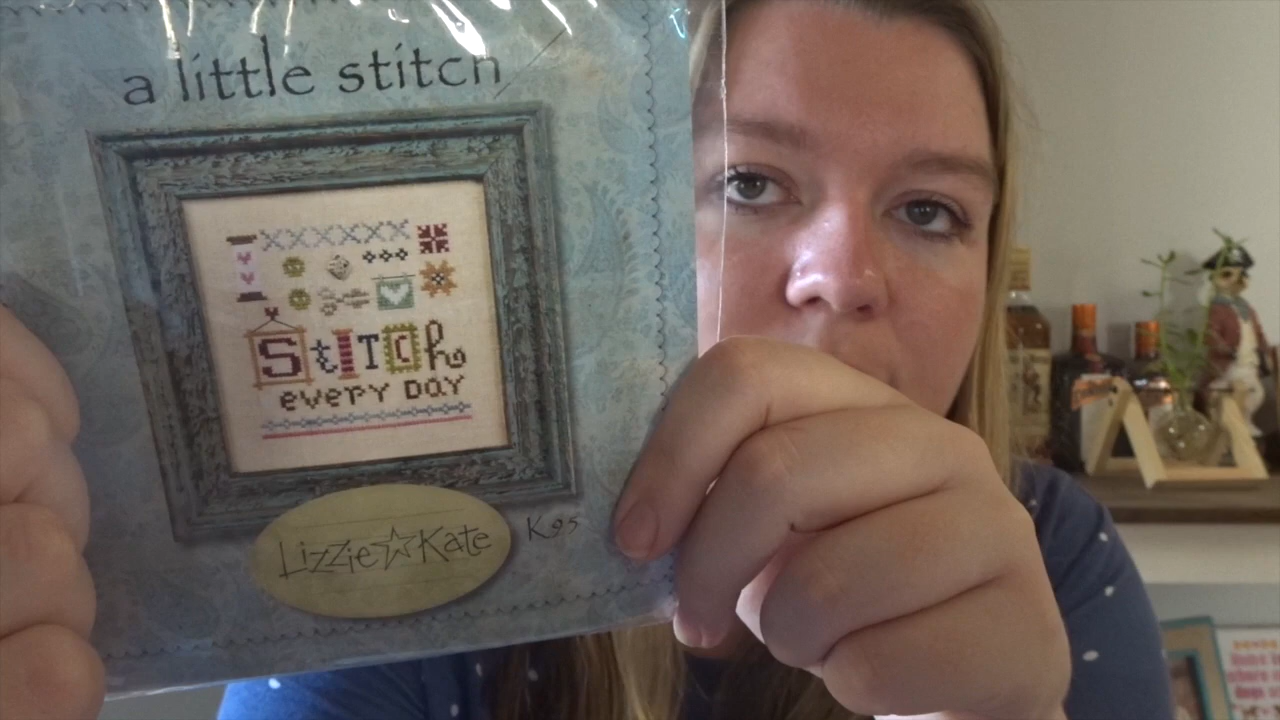 a little stitch
Stitch
every day
Lizzie Kate
K95